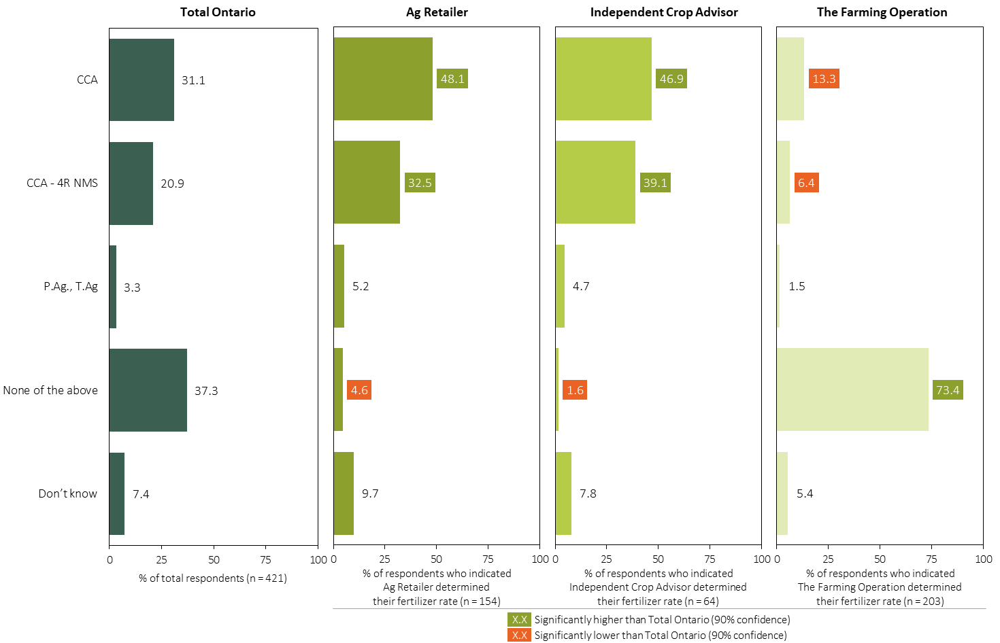 Total Ontario
Ag Retailer
Independent Crop Advisor
The Farming Operation
CCA
31.1
48.1
46.9
13.3
CCA - 4R NMS
20.9
32.5
39.1
6.4
P.Ag., T.Ag
3.3
5.2
4.7
1.5
None of the above
37.3
4.6
1.6
73.4
Don’t know
7.4
9.7
7.8
5.4
0 25 50 75 100
0 25 50 75 100
0 25 50 75 100
0 25 50 75 100
% of total respondents (n = 421)
% of respondents who indicated
Ag Retailer determined
their fertilizer rate (n = 154)
% of respondents who indicated
Independent Crop Advisor determined
their fertilizer rate (n = 64)
% of respondents who indicated
The Farming Operation determined
their fertilizer rate (n = 203)
X.X Significantly higher than Total Ontario (90% confidence)
X.X Significantly lower than Total Ontario (90% confidence)